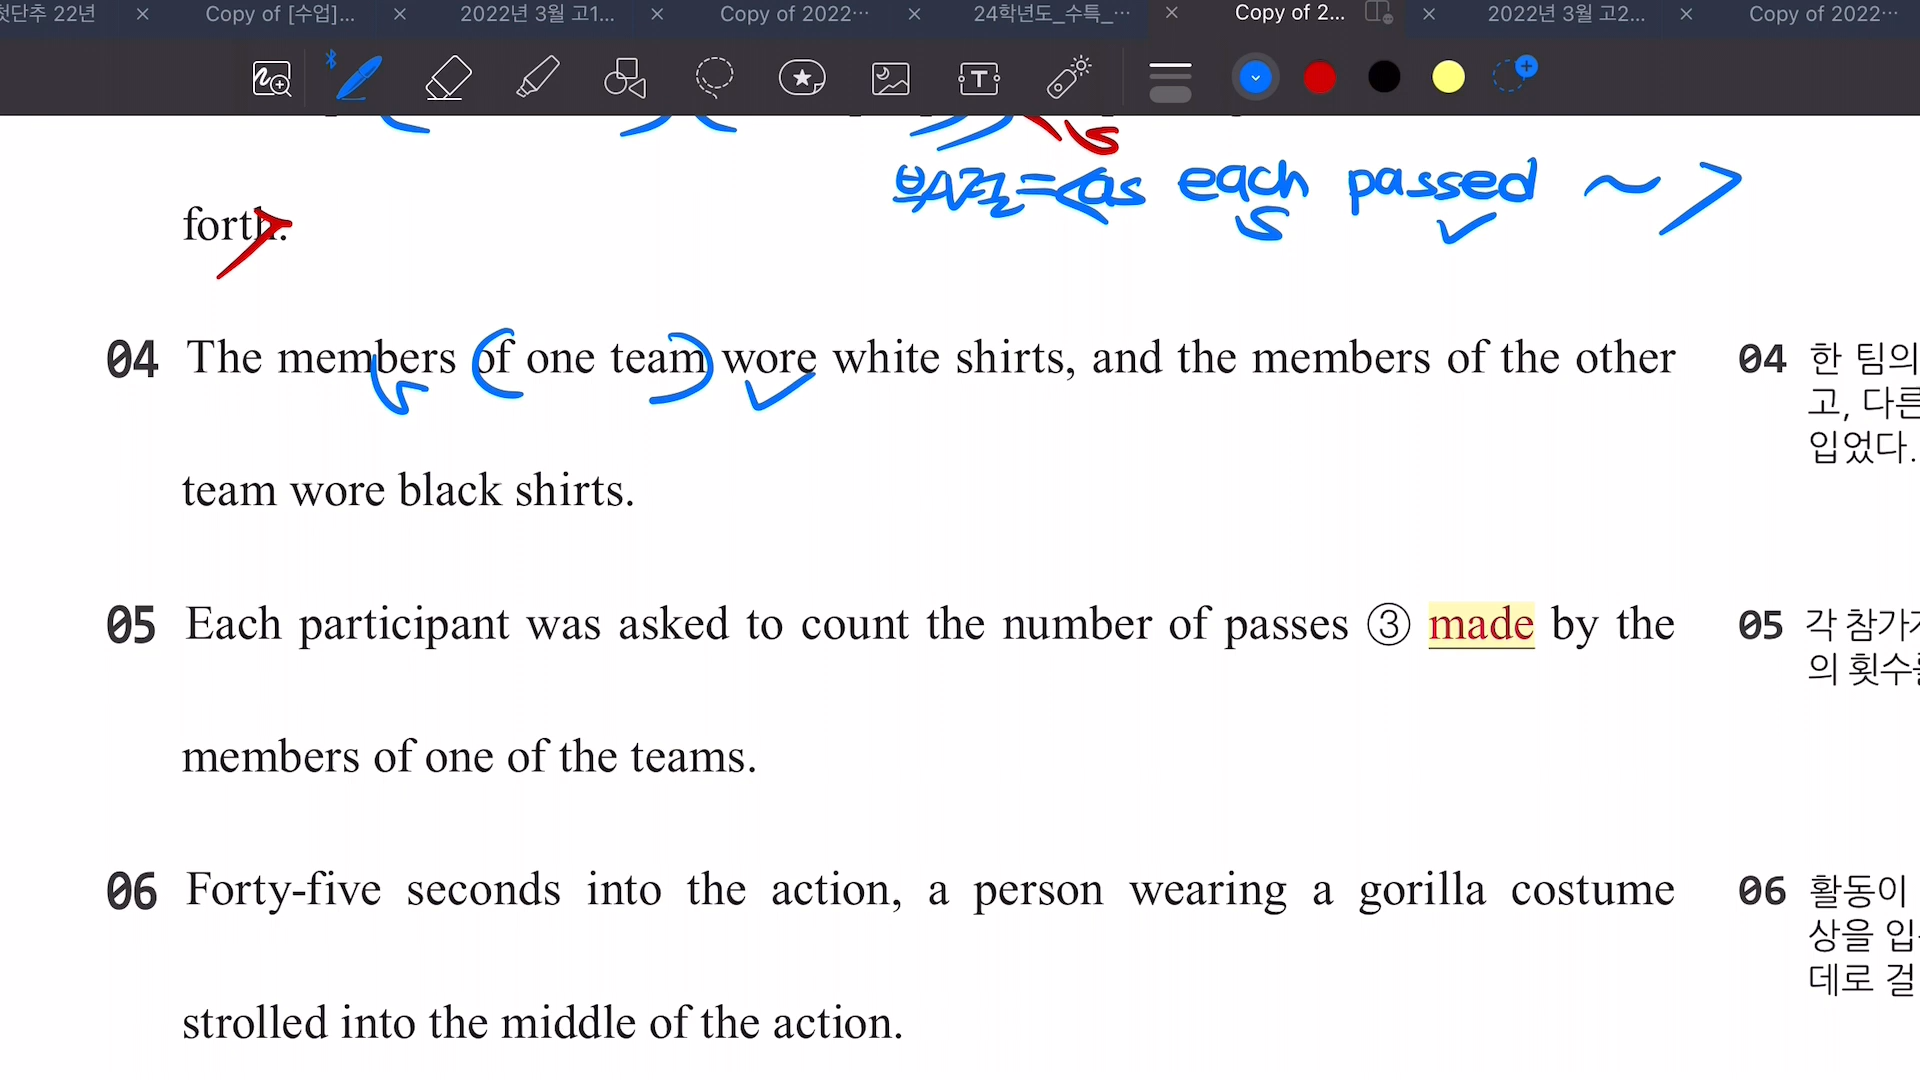 첫단추 22년 × Copy of [수업]... × 2022년 3월 고1... × Copy of 2022... × 24학년도_수특_... × Copy of 2... × 2022년 3월 고2... × Copy of 2022...
부사절=<as each passed ~>
S V
forth.
04 The members of one team wore white shirts, and the members of the other
team wore black shirts.
05 Each participant was asked to count the number of passes ③ made by the
members of one of the teams.
06 Forty-five seconds into the action, a person wearing a gorilla costume
strolled into the middle of the action.
04 한 팀의
고, 다른
입었다.
05 각 참가자
의 횟수를
06 활동이
상을 입
데로 걸